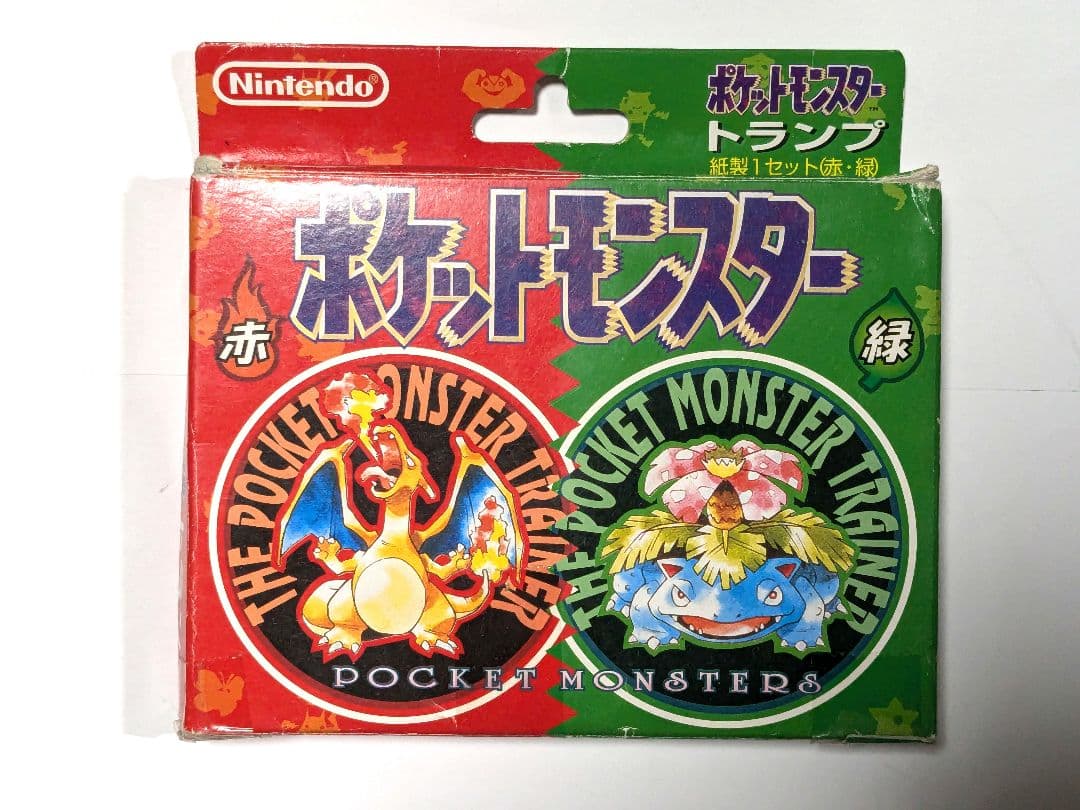 Nintendo®
ポケットモンスター™
トランプ
紙製1セット(赤・緑)
ポケットモンスター
赤
緑
THE POCKET MONSTER TRAINER
THE POCKET MONSTER TRAINER
POCKET MONSTERS